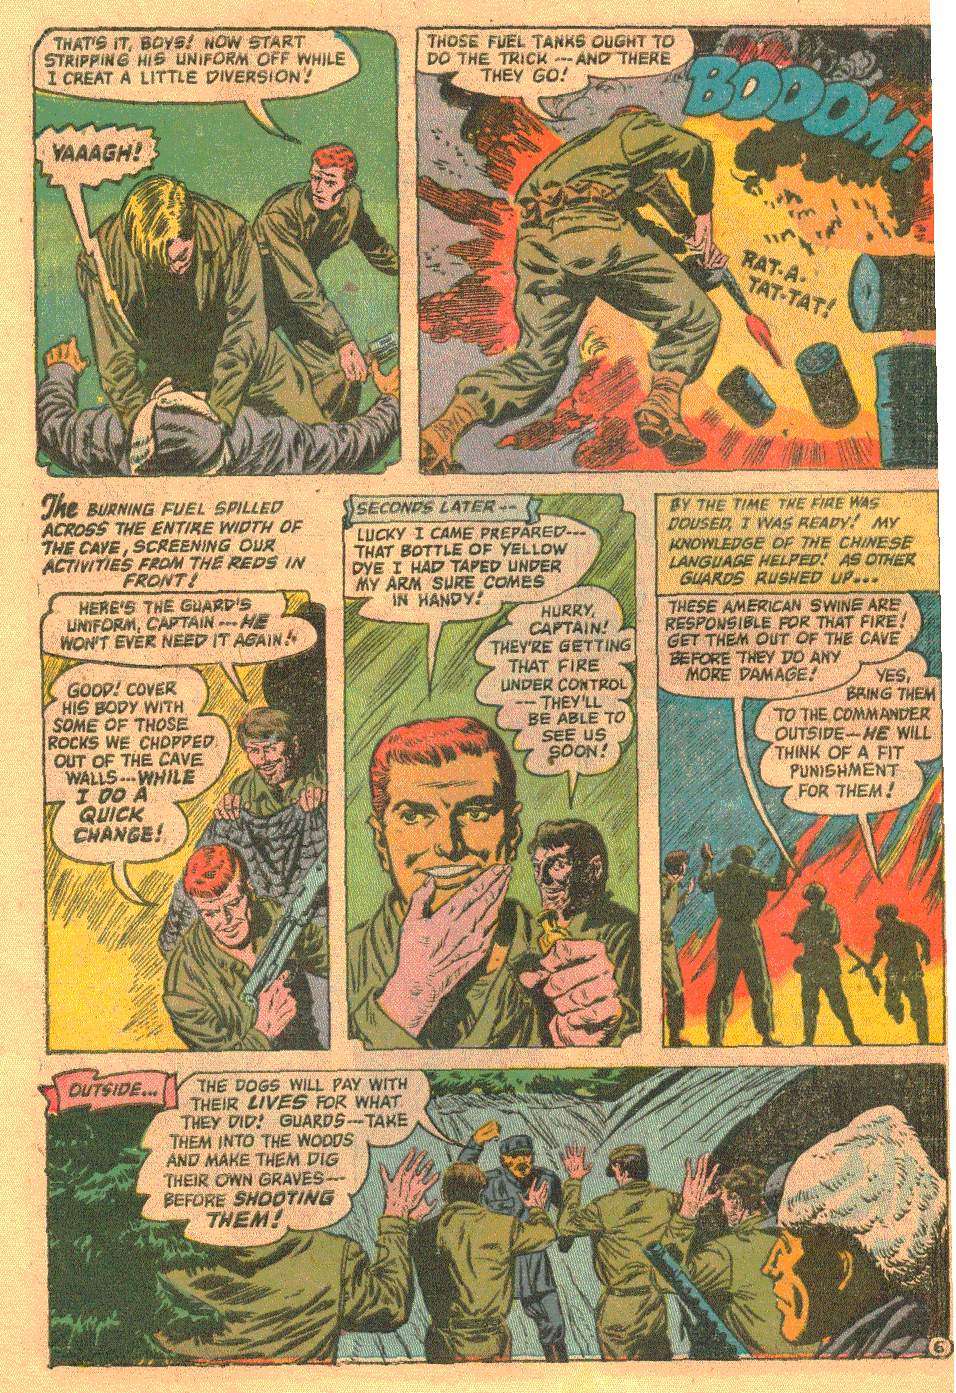 THAT'S IT, BOYS! NOW START
STRIPPING HIS UNIFORM OFF WHILE
I CREAT A LITTLE DIVERSION!
YAAAGH!
THOSE FUEL TANKS OUGHT TO
DO THE TRICK --- AND THERE
THEY GO!
BOOOM!!
RAT-A-
TAT-TAT!
The BURNING FUEL SPILLED
ACROSS THE ENTIRE WIDTH OF
THE CAVE, SCREENING OUR
ACTIVITIES FROM THE REDS IN
FRONT!
HERE'S THE GUARD'S
UNIFORM, CAPTAIN --- HE
WON'T EVER NEED IT AGAIN!
GOOD! COVER
HIS BODY WITH
SOME OF THOSE
ROCKS WE CHOPPED
OUT OF THE CAVE
WALLS --- WHILE
I DO A
QUICK
CHANGE!
SECONDS LATER --
LUCKY I CAME PREPARED---
THAT BOTTLE OF YELLOW
DYE I HAD TAPED UNDER
MY ARM SURE COMES
IN HANDY!
HURRY,
CAPTAIN!
THEY'RE GETTING
THAT FIRE
UNDER CONTROL
-- THEY'LL
BE ABLE TO
SEE US
SOON!
BY THE TIME THE FIRE WAS
DOUSED, I WAS READY! MY
KNOWLEDGE OF THE CHINESE
LANGUAGE HELPED! AS OTHER
GUARDS RUSHED UP...
THESE AMERICAN SWINE ARE
RESPONSIBLE FOR THAT FIRE!
GET THEM OUT OF THE CAVE
BEFORE THEY DO ANY
MORE DAMAGE!
YES,
BRING THEM
TO THE COMMANDER
OUTSIDE-- HE WILL
THINK OF A FIT
PUNISHMENT
FOR THEM!
OUTSIDE...
THE DOGS WILL PAY WITH
THEIR LIVES FOR WHAT
THEY DID! GUARDS--TAKE
THEM INTO THE WOODS
AND MAKE THEM DIG
THEIR OWN GRAVES--
BEFORE SHOOTING
THEM!
6